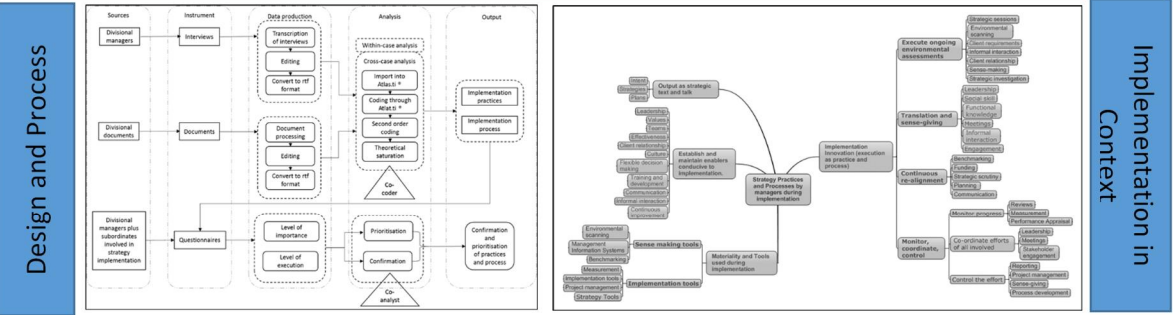 Design and Process
Sources
Instrument
Data production
Analysis
Output
Divisional
managers
Interviews
Transcription
of interviews
Editing
Convert to rtf
format
Within-case analysis
Cross-case analysis
Import into
Atlas.ti ®
Coding through
Atlat.ti ®
Second order
coding
Theoretical
saturation
Co-
coder
Implementation
practices
Implementation
process
Divisional
documents
Documents
Document
processing
Editing
Convert to rtf
format
Divisional
managers plus
subordinates
involved in
strategy
implementation
Questionnaires
Level of
importance
Level of
execution
Prioritisation
Confirmation
Co-
analyst
Confirmation
and
prioritisation
of practices
and process
Strategy Practices
and Processes by
managers during
Implementation
Output as strategic
text and talk
Intent
Strategies
Plans
Establish and
maintain enablers
conducive to
implementation.
Leadership
Values
Teams
Effectiveness
Client relationship
Culture
Flexible decision
making
Training and
development
Communication
Informal interaction
Continuous
improvement
Materiality and Tools
used during
implementation
Sense making tools
Environmental
scanning
Management
Information Systems
Benchmarking
Implementation tools
Measurement
Implementation tools
Project management
Strategy Tools
Implementation
Innovation (execution
as practice and
process)
Execute ongoing
environmental
assessments
Strategic sessions
Environmental
scanning
Client requirements
Informal interaction
Client relationship
Sense-making
Strategic investigation
Translation and
sense-giving
Leadership
Social skill
Functional
knowledge
Meetings
Informal
interaction
Engagement
Continuous
re-alignment
Benchmarking
Funding
Strategic scrutiny
Planning
Communication
Monitor,
coordinate,
control
Monitor progress
Reviews
Measurement
Performance Appraisal
Co-ordinate efforts
of all involved
Leadership
Meetings
Stakeholder
engagement
Control the effort
Reporting
Project management
Sense-giving
Process development
Implementation in
Context